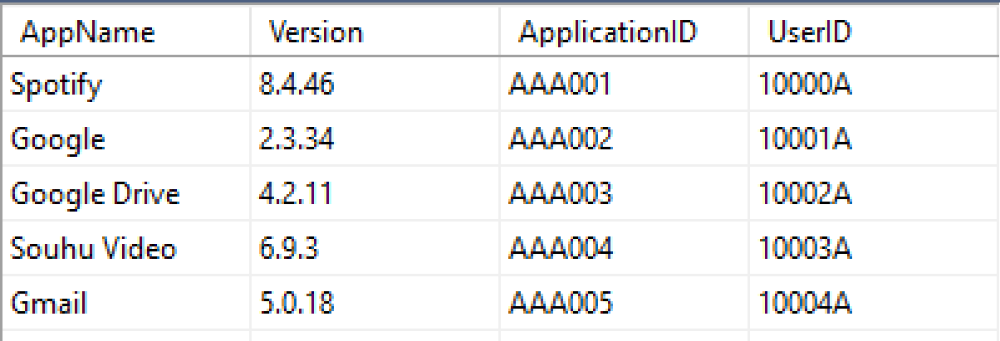 AppName Version ApplicationID UserID
Spotify 8.4.46 AAA001 10000A
Google 2.3.34 AAA002 10001A
Google Drive 4.2.11 AAA003 10002A
Souhu Video 6.9.3 AAA004 10003A
Gmail 5.0.18 AAA005 10004A